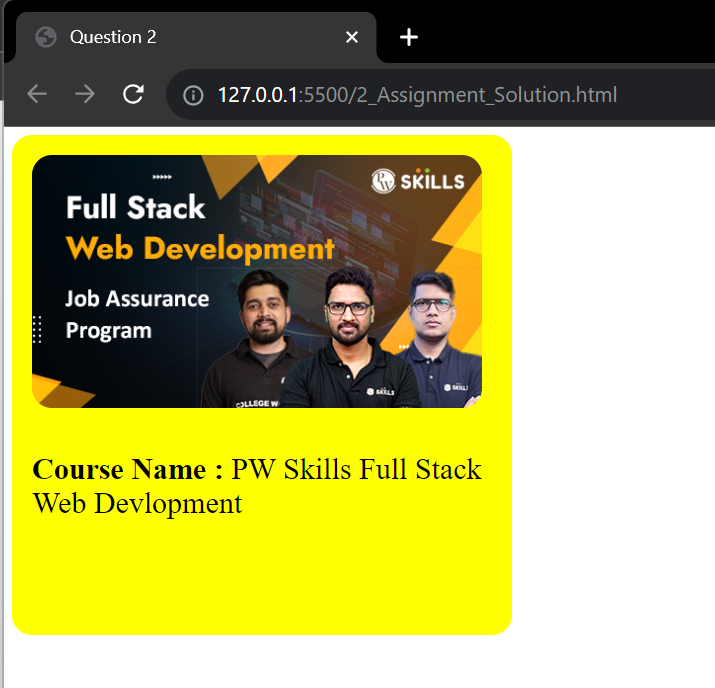 Question 2
127.0.0.1:5500/2_Assignment_Solution.html
PW SKILLS
Full Stack
Web Development
Job Assurance
Program
COLLEGE W
SKILLS
SKILLS
Course Name : PW Skills Full Stack
Web Devlopment